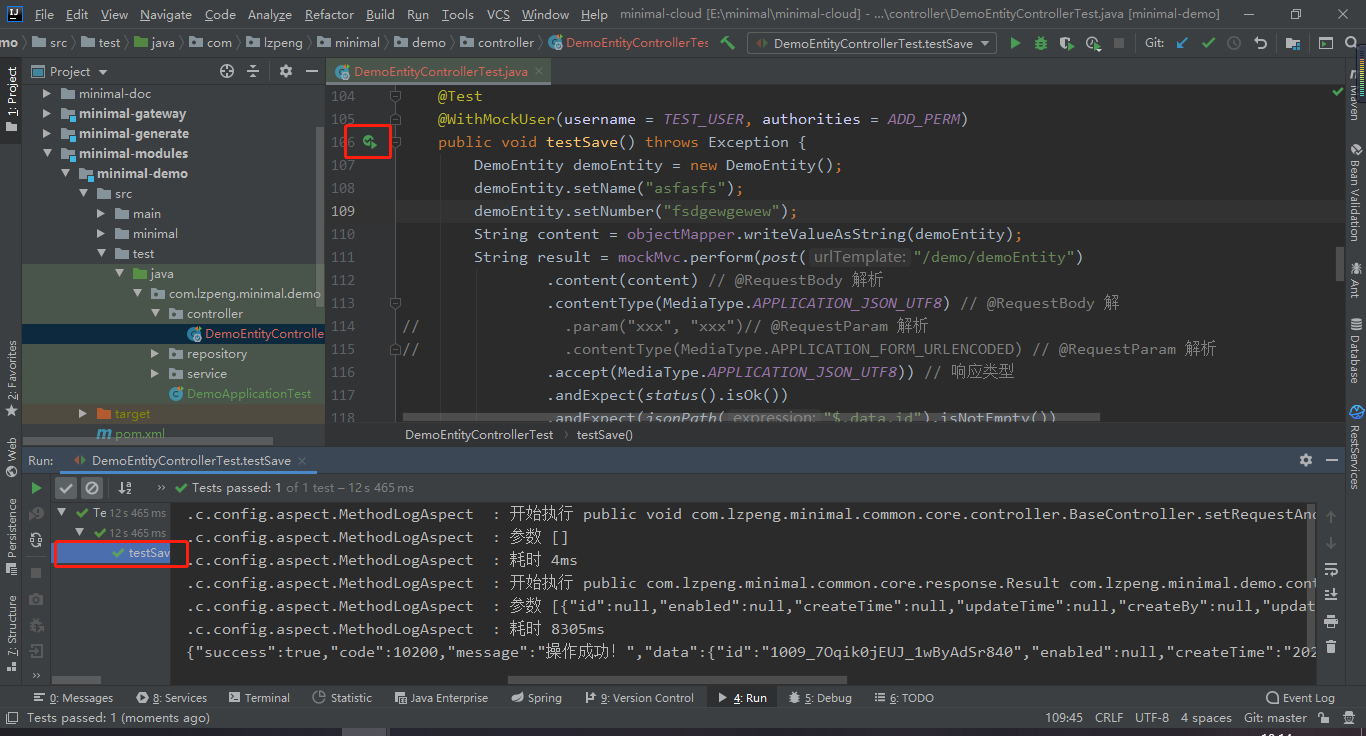 File Edit View Navigate Code Analyze Refactor Build Run Tools VCS Window Help minimal-cloud [E:\minimal\minimal-cloud] - ...\controller\DemoEntityControllerTest.java [minimal-demo]
mo src test java com lzpeng minimal demo controller DemoEntityControllerTes DemoEntityControllerTest.testSave Git:
1: Project
Project
DemoEntityControllerTest.java
minimal-doc
minimal-gateway
minimal-generate
minimal-modules
minimal-demo
src
main
minimal
test
java
com.lzpeng.minimal.demo
controller
DemoEntityControlle
repository
service
DemoApplicationTest
target
pom.xml
104 @Test
105 @WithMockUser(username = TEST_USER, authorities = ADD_PERM)
106 public void testSave() throws Exception {
107 DemoEntity demoEntity = new DemoEntity();
108 demoEntity.setName("asfasfs");
109 demoEntity.setNumber("fsdgewgewew");
110 String content = objectMapper.writeValueAsString(demoEntity);
111 String result = mockMvc.perform(post( urlTemplate: "/demo/demoEntity")
112 .content(content) // @RequestBody 解析
113 .contentType(MediaType.APPLICATION_JSON_UTF8) // @RequestBody 解
114 // .param("xxx", "xxx")// @RequestParam 解析
115 // .contentType(MediaType.APPLICATION_FORM_URLENCODED) // @RequestParam 解析
116 .accept(MediaType.APPLICATION_JSON_UTF8)) // 响应类型
117 .andExpect(status().isOk())
118 .andExpect(jsonPath( expression: "$.data.id").isNotEmpty())
DemoEntityControllerTest › testSave()
Maven
Bean Validation
Ant
Database
RestServices
2: Favorites
Web
Persistence
7: Structure
Run: DemoEntityControllerTest.testSave
Tests passed: 1 of 1 test – 12 s 465 ms
Te 12 s 465 ms
12 s 465 ms
testSav
.c.config.aspect.MethodLogAspect : 开始执行 public void com.lzpeng.minimal.common.core.controller.BaseController.setRequestAnd
.c.config.aspect.MethodLogAspect : 参数 []
.c.config.aspect.MethodLogAspect : 耗时 4ms
.c.config.aspect.MethodLogAspect : 开始执行 public com.lzpeng.minimal.common.core.response.Result com.lzpeng.minimal.demo.cont
.c.config.aspect.MethodLogAspect : 参数 [{"id":null,"enabled":null,"createTime":null,"updateTime":null,"createBy":null,"updat
.c.config.aspect.MethodLogAspect : 耗时 8305ms
{"success":true,"code":10200,"message":"操作成功！","data":{"id":"1009_7Oqik0jEUJ_1wByAdSr840","enabled":null,"createTime":"202
0: Messages 8: Services Terminal Statistic Java Enterprise Spring 9: Version Control 4: Run 5: Debug 6: TODO Event Log
Tests passed: 1 (moments ago) 109:45 CRLF UTF-8 4 spaces Git: master